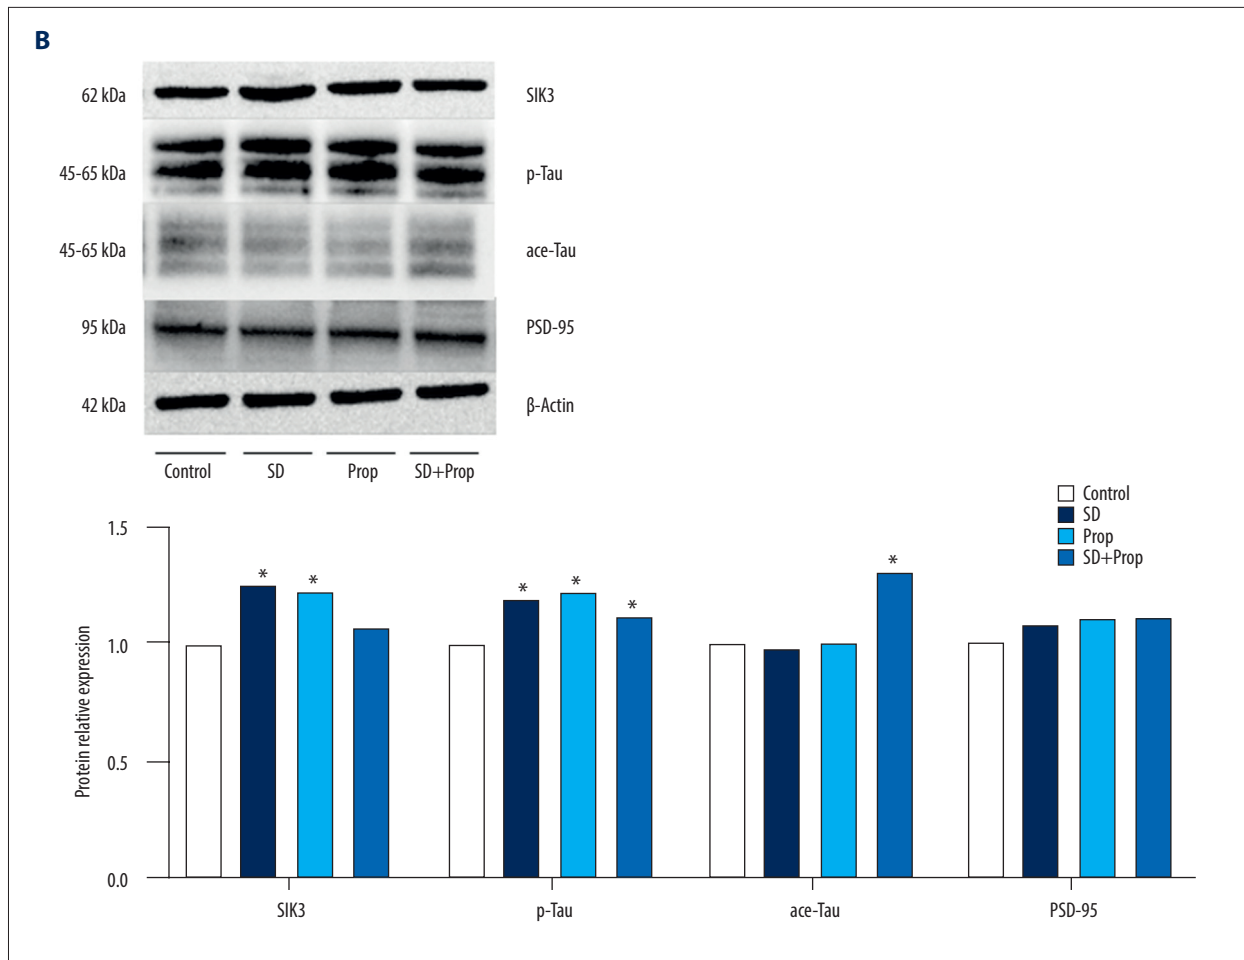 B
62 kDa SIK3
45-65 kDa p-Tau
45-65 kDa ace-Tau
95 kDa PSD-95
42 kDa β-Actin
Control SD Prop SD+Prop
Control
SD
Prop
SD+Prop
Protein relative expression
1.5
1.0
0.5
0.0
* * * * * *
SIK3 p-Tau ace-Tau PSD-95